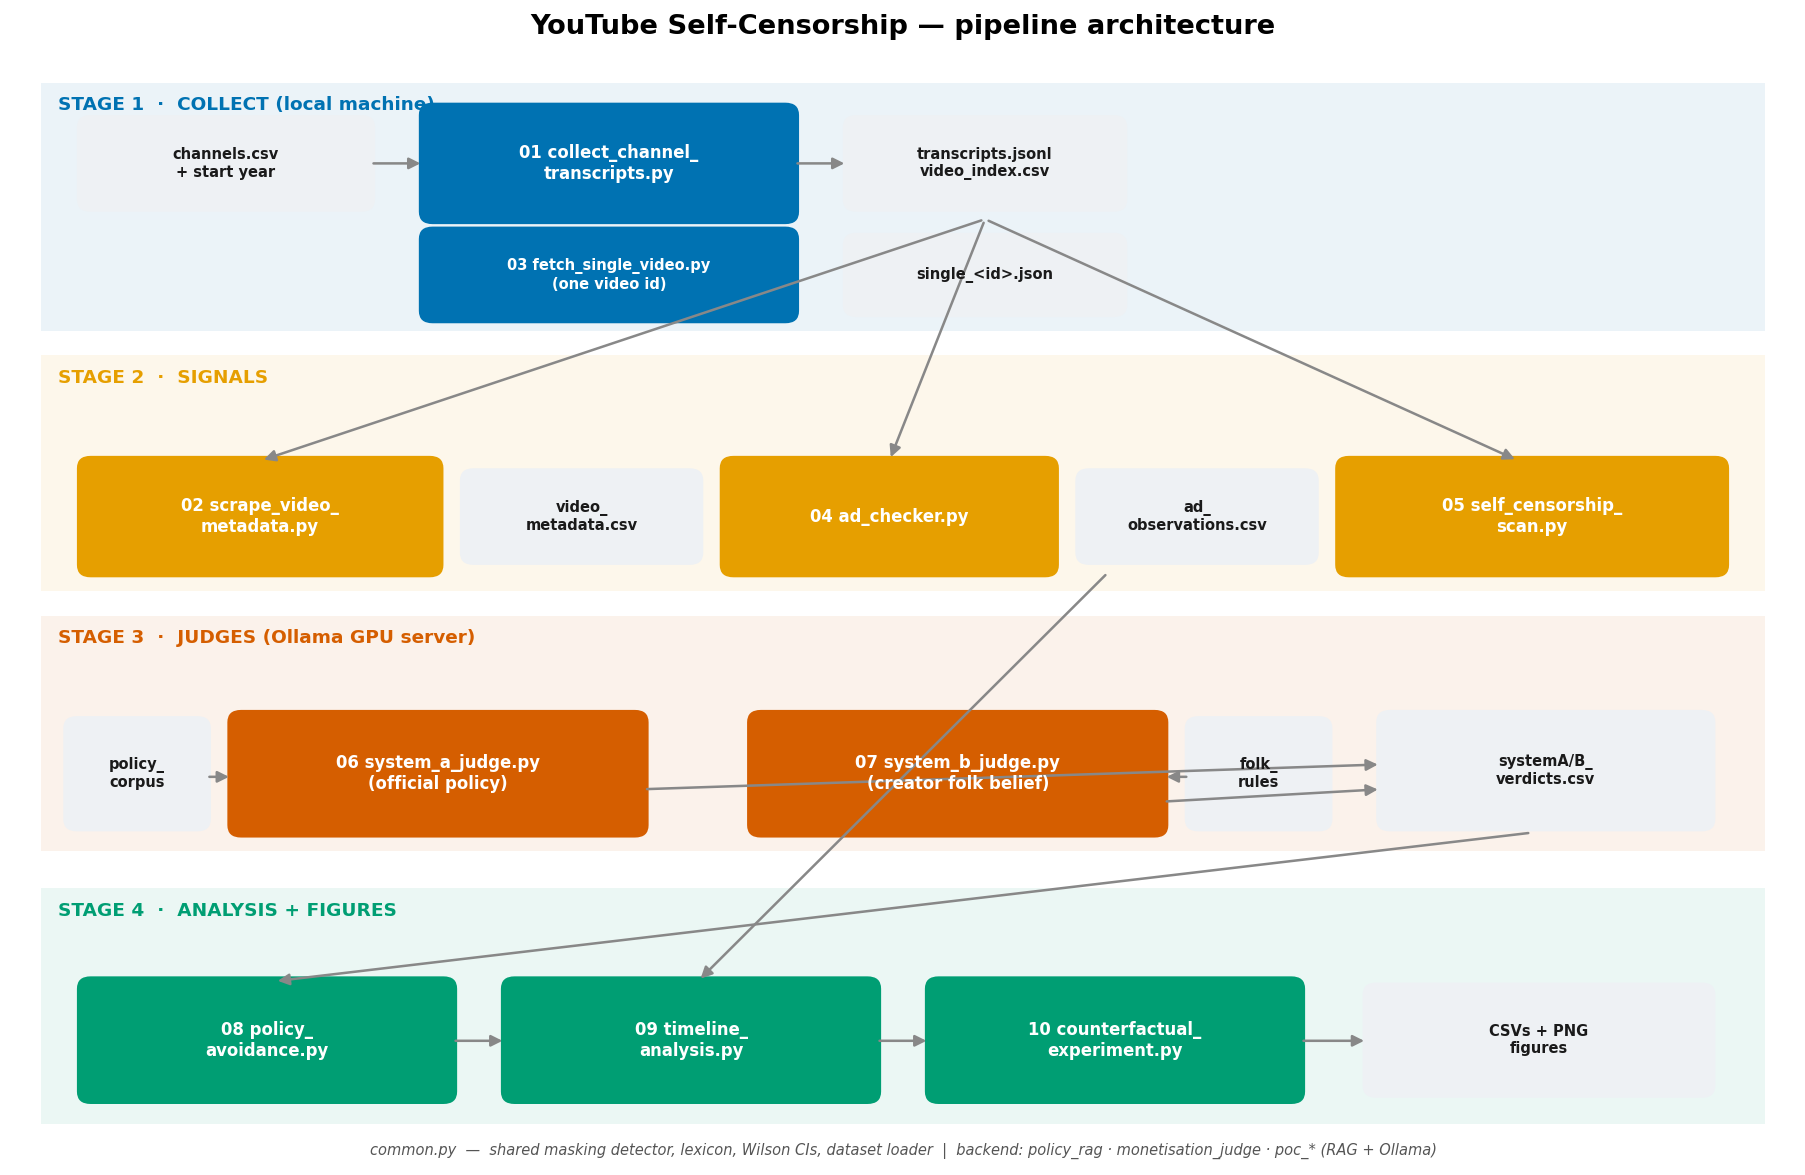 YouTube Self-Censorship — pipeline architecture
STAGE 1 · COLLECT (local machine)
channels.csv
+ start year
01 collect_channel_
transcripts.py
transcripts.jsonl
video_index.csv
03 fetch_single_video.py
(one video id)
single_<id>.json
STAGE 2 · SIGNALS
02 scrape_video_
metadata.py
video_
metadata.csv
04 ad_checker.py
ad_
observations.csv
05 self_censorship_
scan.py
STAGE 3 · JUDGES (Ollama GPU server)
policy_
corpus
06 system_a_judge.py
(official policy)
07 system_b_judge.py
(creator folk belief)
folk_
rules
systemA/B_
verdicts.csv
STAGE 4 · ANALYSIS + FIGURES
08 policy_
avoidance.py
09 timeline_
analysis.py
10 counterfactual_
experiment.py
CSVs + PNG
figures
common.py — shared masking detector, lexicon, Wilson CIs, dataset loader | backend: policy_rag · monetisation_judge · poc_* (RAG + Ollama)